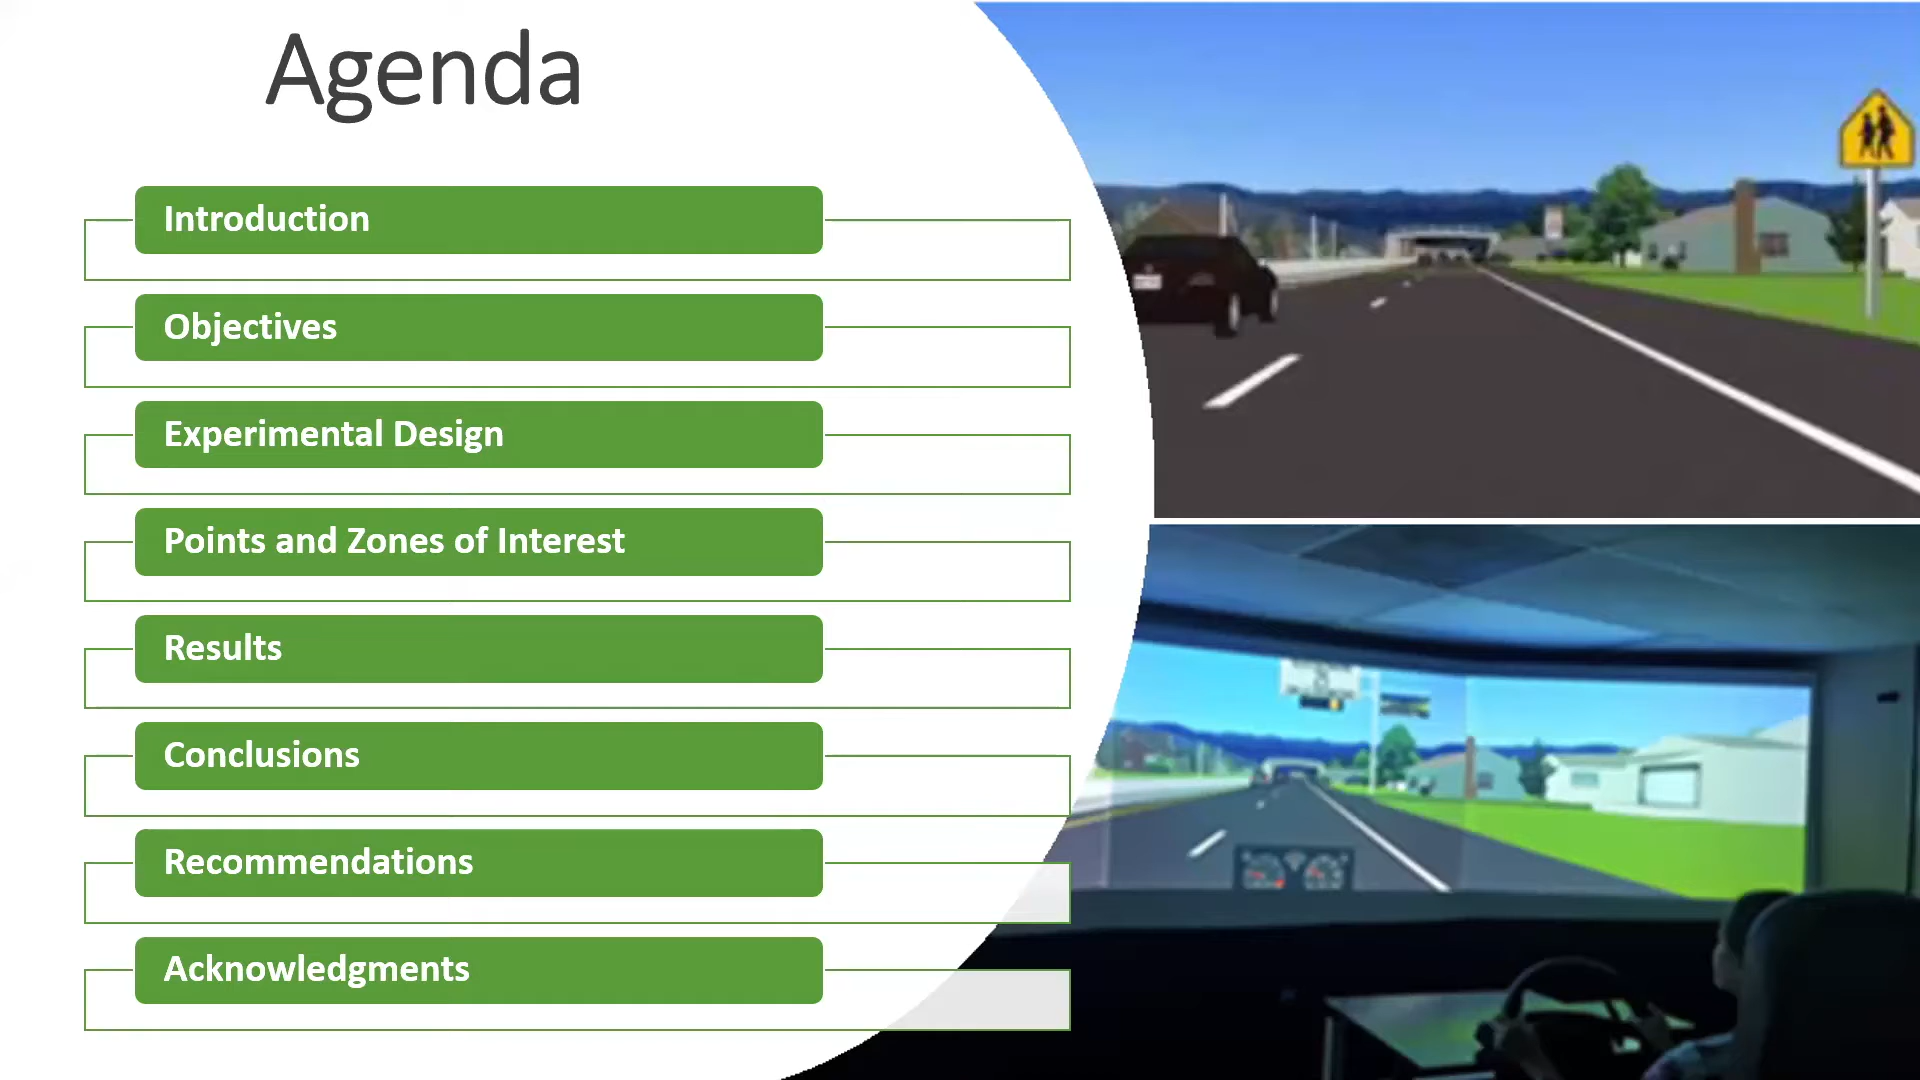 Agenda
Introduction
Objectives
Experimental Design
Points and Zones of Interest
Results
Conclusions
Recommendations
Acknowledgments